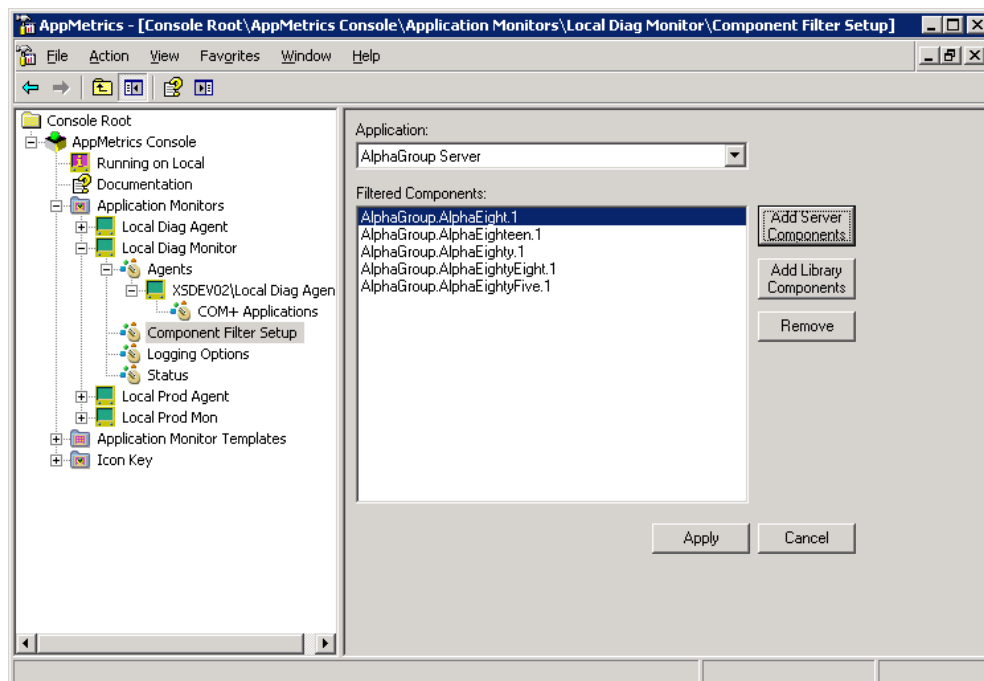 AppMetrics - [Console Root\AppMetrics Console\Application Monitors\Local Diag Monitor\Component Filter Setup]
File Action View Favorites Window Help
Console Root
AppMetrics Console
Running on Local
Documentation
Application Monitors
Local Diag Agent
Local Diag Monitor
Agents
XSDEV02\Local Diag Agen
COM+ Applications
Component Filter Setup
Logging Options
Status
Local Prod Agent
Local Prod Mon
Application Monitor Templates
Icon Key
Application:
AlphaGroup Server
Filtered Components:
AlphaGroup.AlphaEight.1
AlphaGroup.AlphaEighteen.1
AlphaGroup.AlphaEighty.1
AlphaGroup.AlphaEightyEight.1
AlphaGroup.AlphaEightyFive.1
Add Server
Components
Add Library
Components
Remove
Apply
Cancel